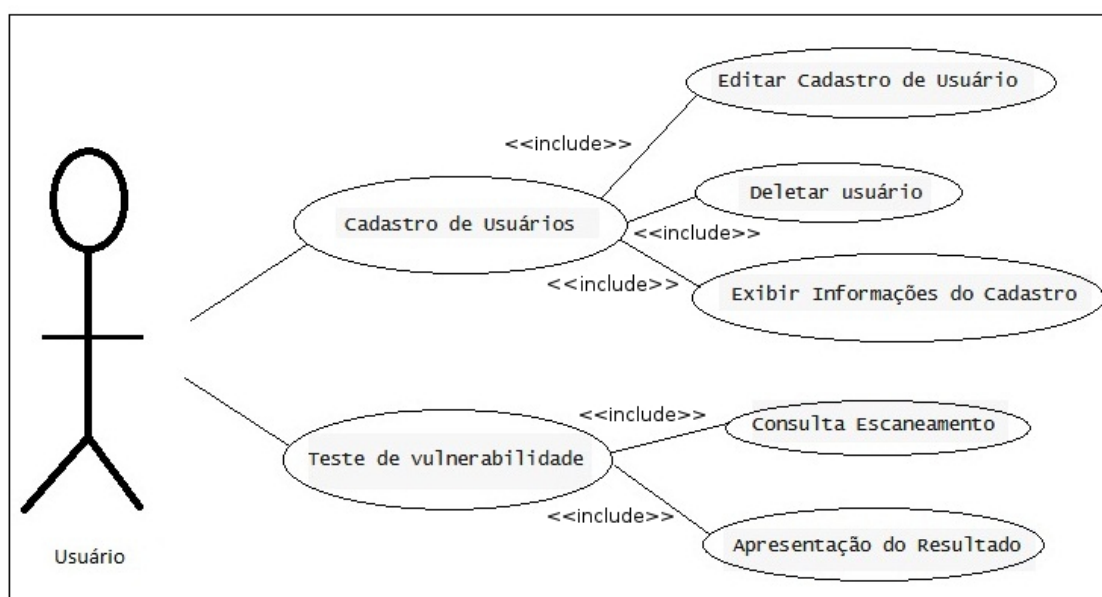 Editar Cadastro de Usuário
<<include>>
Deletar usuário
Cadastro de Usuários
<<include>>
<<include>>
Exibir Informações do Cadastro
<<include>>
Consulta Escaneamento
Teste de vulnerabilidade
<<include>>
Apresentação do Resultado
Usuário